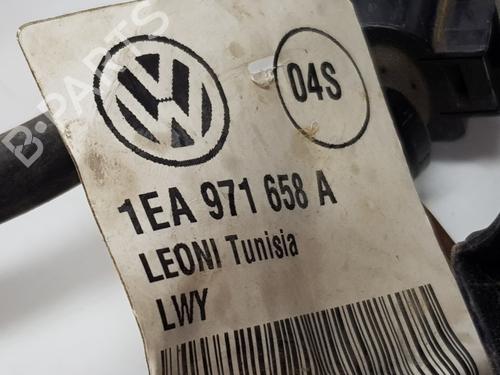 04S
1EA 971 658 A
LEONI Tunisia
LWY
B-PARTS